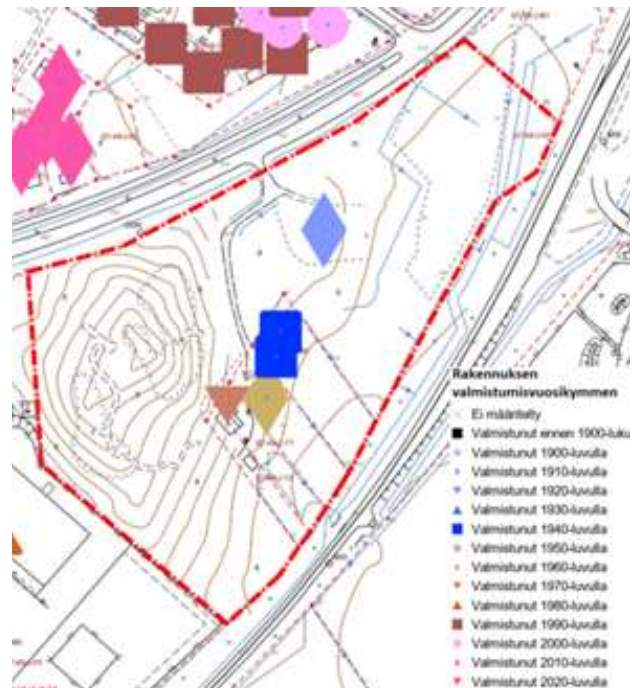 Rakennuksen
valmistumisvuosikymmen
Ei määritelty
Valmistunut ennen 1900-luku
Valmistunut 1900-luvulla
Valmistunut 1910-luvulla
Valmistunut 1920-luvulla
Valmistunut 1930-luvulla
Valmistunut 1940-luvulla
Valmistunut 1950-luvulla
Valmistunut 1960-luvulla
Valmistunut 1970-luvulla
Valmistunut 1980-luvulla
Valmistunut 1990-luvulla
Valmistunut 2000-luvulla
Valmistunut 2010-luvulla
Valmistunut 2020-luvulla